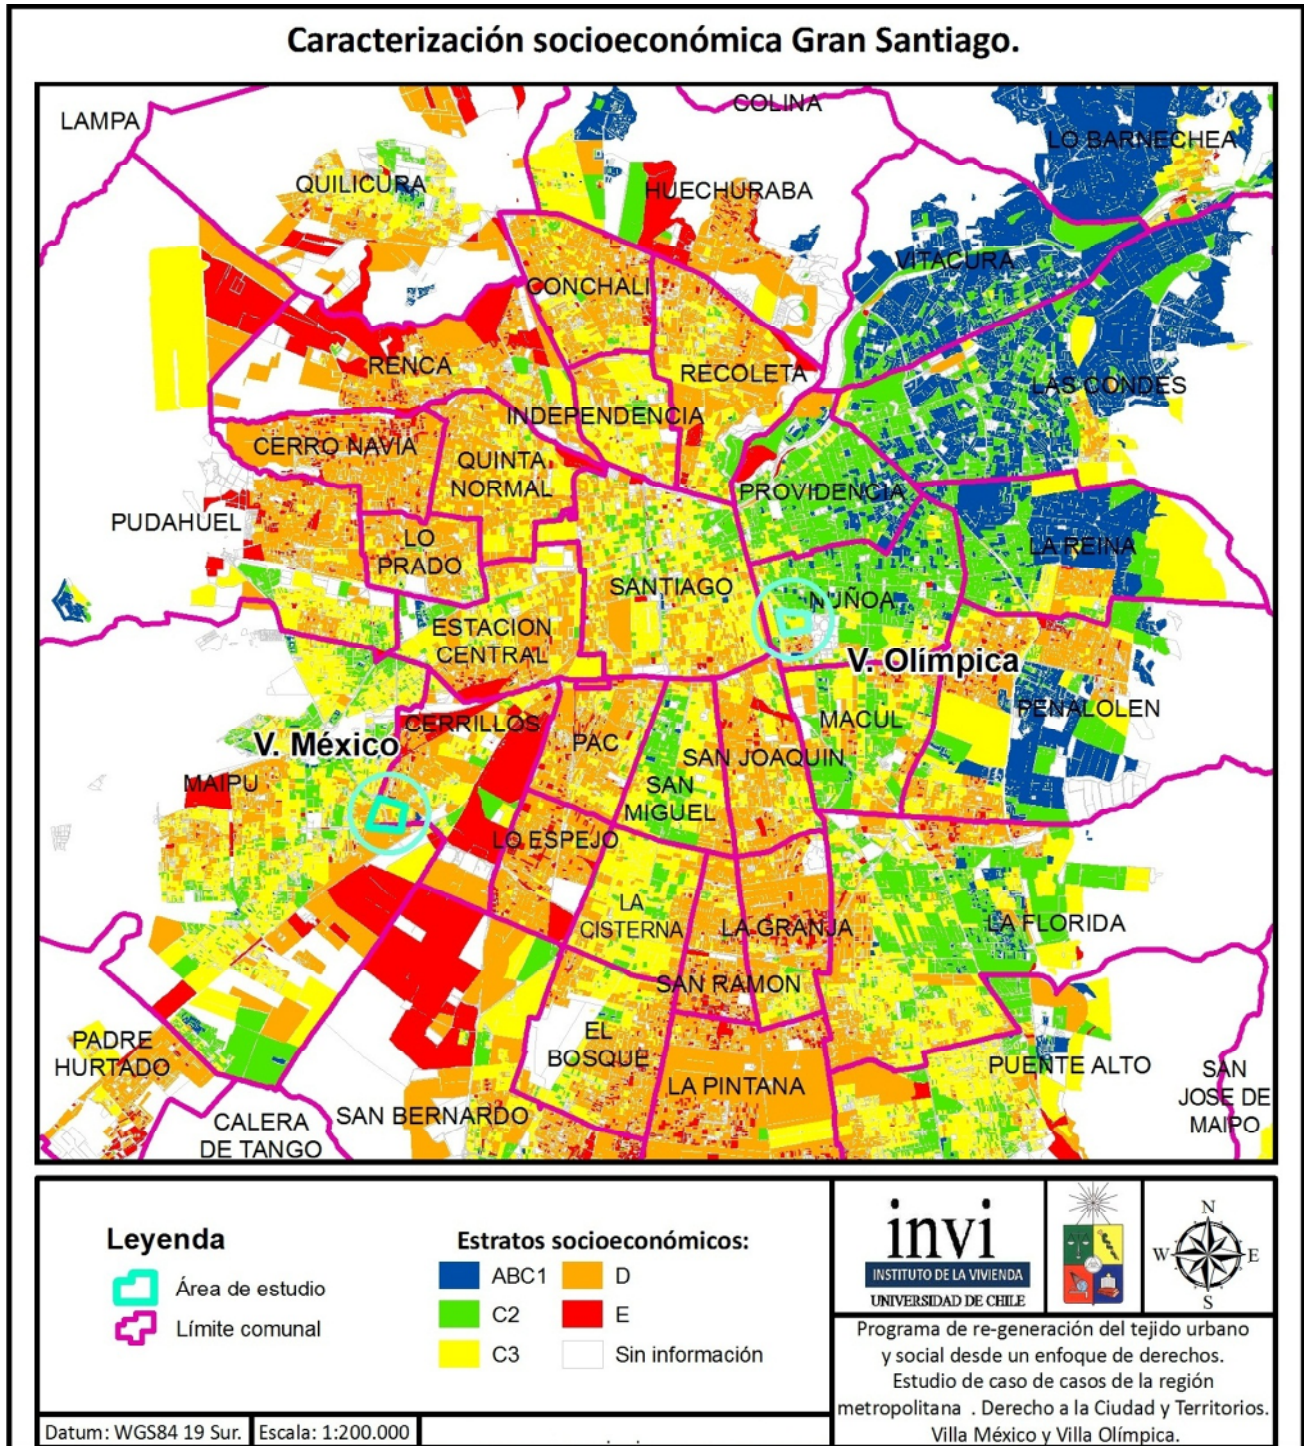 Caracterización socioeconómica Gran Santiago.
LAMPA
COLINA
LO BARNECHEA
QUILICURA
HUECHURABA
VITACURA
CONCHALI
RENCA
RECOLETA
LAS CONDES
INDEPENDENCIA
CERRO NAVIA
QUINTA
NORMAL
PROVIDENCIA
PUDAHUEL
LO
PRADO
LA REINA
SANTIAGO
ÑUÑOA
ESTACION
CENTRAL
V. Olímpica
CERRILLOS
PAC
MACUL
PEÑALOLEN
V. México
SAN JOAQUIN
MAIPU
SAN
MIGUEL
LO ESPEJO
LA
CISTERNA
LA GRANJA
LA FLORIDA
SAN RAMON
EL
BOSQUE
PADRE
HURTADO
LA PINTANA
PUENTE ALTO
SAN
JOSE DE
MAIPO
CALERA
DE TANGO
SAN BERNARDO
Leyenda
Área de estudio
Límite comunal
Estratos socioeconómicos:
ABC1
D
C2
E
C3
Sin información
invi
INSTITUTO DE LA VIVIENDA
UNIVERSIDAD DE CHILE
N
W
E
S
Programa de re-generación del tejido urbano
y social desde un enfoque de derechos.
Estudio de caso de casos de la región
metropolitana . Derecho a la Ciudad y Territorios.
Villa México y Villa Olímpica.
Datum: WGS84 19 Sur.
Escala: 1:200.000